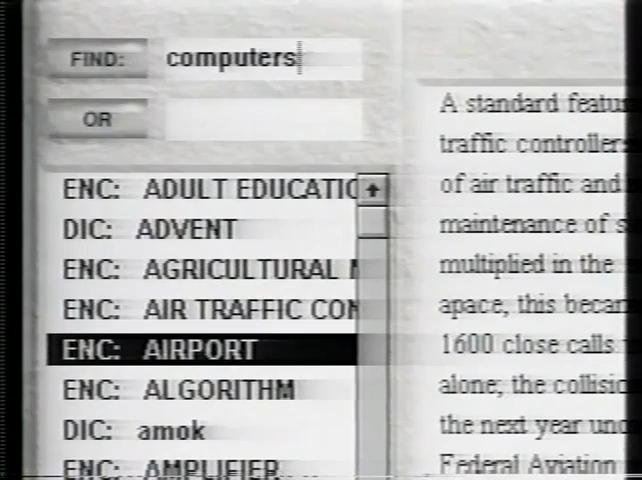 FIND: computers
OR
ENC: ADULT EDUCATIO
DIC: ADVENT
ENC: AGRICULTURAL
ENC: AIR TRAFFIC CON
ENC: AIRPORT
ENC: ALGORITHM
DIC: amok
ENC: AMPLIFIER
A standard featu
traffic controllers
of air traffic and
maintenance of s
multiplied in the
apace, this becam
1600 close calls
alone; the collisio
the next year und
Federal Aviation